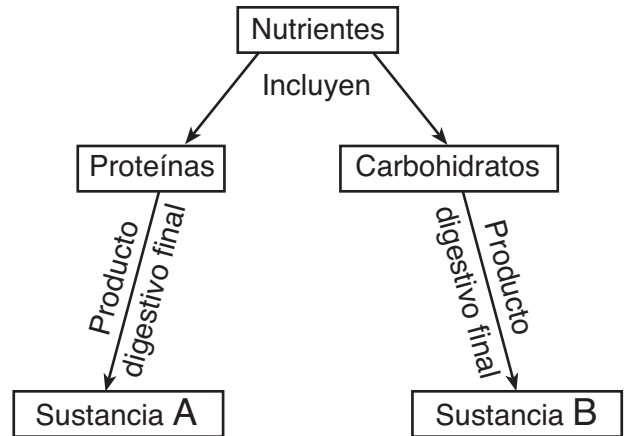 Nutrientes
Incluyen
Proteínas
Carbohidratos
Producto
digestivo final
Producto
digestivo final
Sustancia A
Sustancia B